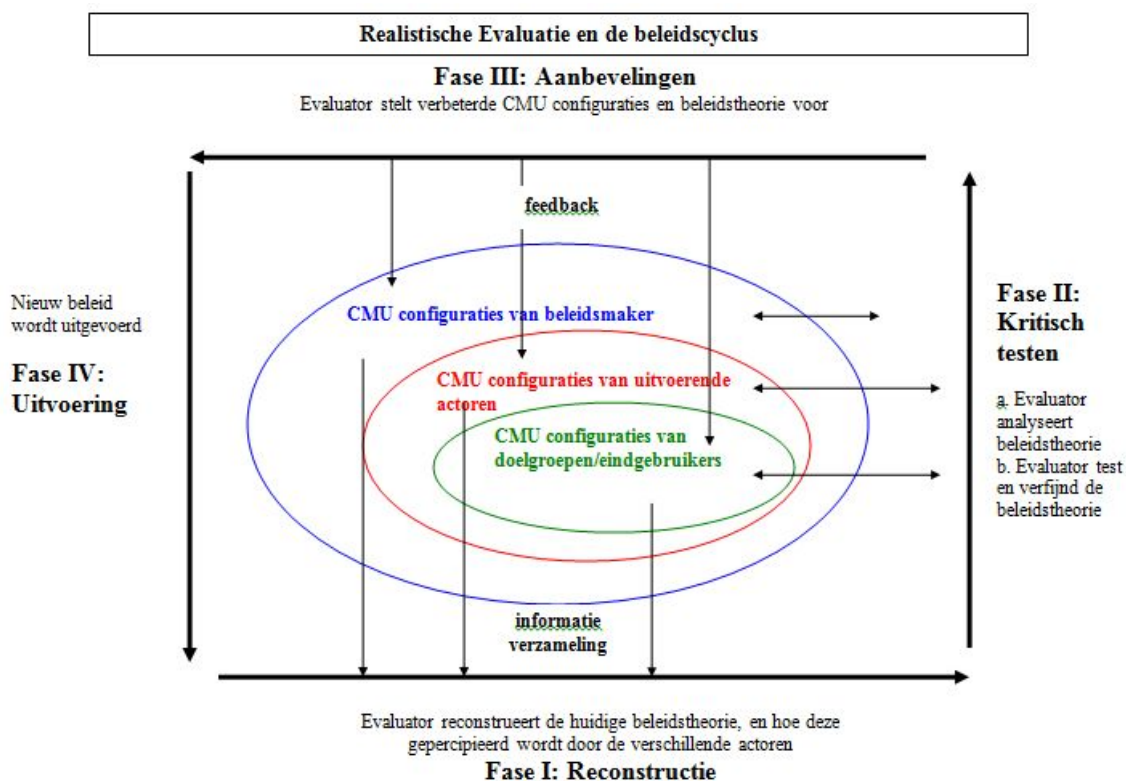 Realistische Evaluatie en de beleidscyclus
Fase III: Aanbevelingen
Evaluator stelt verbeterde CMU configuraties en beleidstheorie voor
feedback
Nieuw beleid
wordt uitgevoerd
Fase IV:
Uitvoering
CMU configuraties van beleidsmaker
CMU configuraties van uitvoerende
actoren
CMU configuraties van
doelgroepen/eindgebruikers
Fase II:
Kritisch
testen
a. Evaluator
analyseert
beleidstheorie
b. Evaluator test
en verfijnd de
beleidstheorie
informatie
verzameling
Evaluator reconstrueert de huidige beleidstheorie, en hoe deze
gepercipieerd wordt door de verschillende actoren
Fase I: Reconstructie